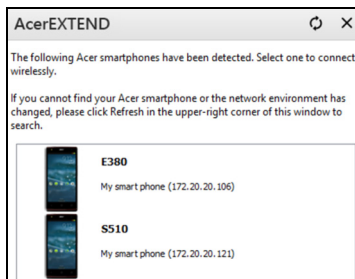 AcerEXTEND
The following Acer smartphones have been detected. Select one to connect
wirelessly.
If you cannot find your Acer smartphone or the network environment has
changed, please click Refresh in the upper-right corner of this window to
search.
E380
My smart phone (172.20.20.106)
S510
My smart phone (172.20.20.121)